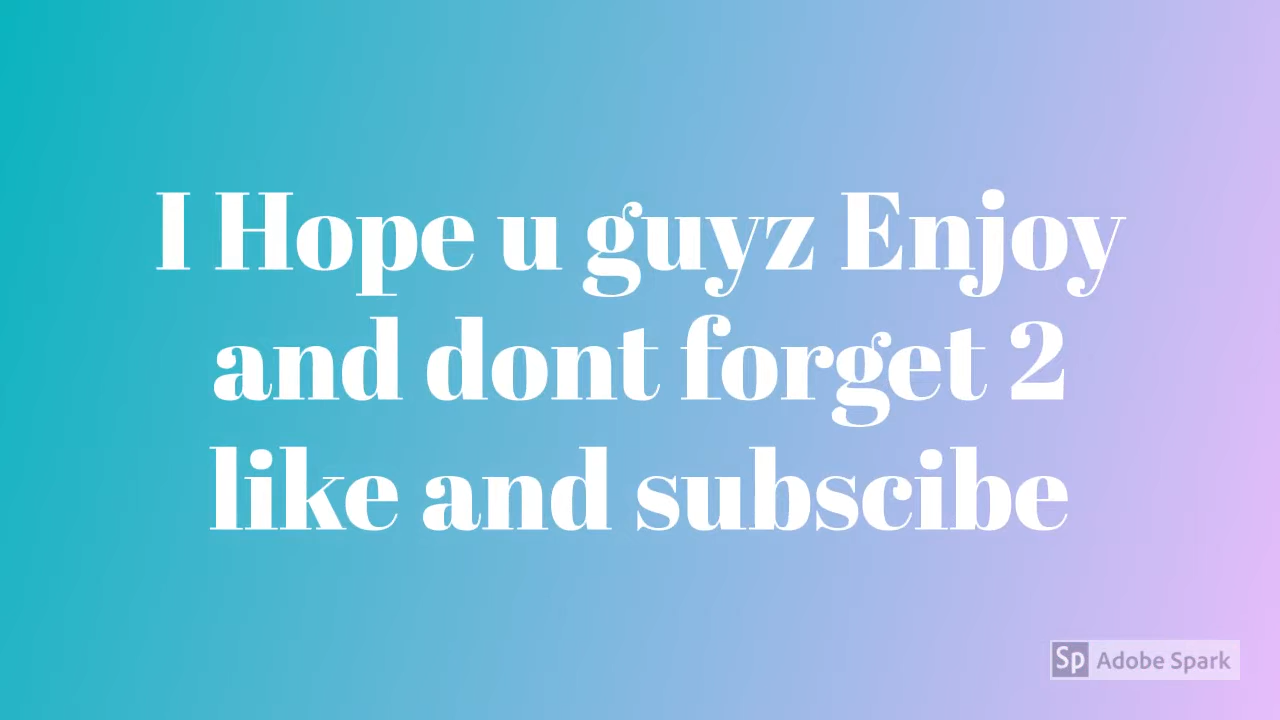 I Hope u guyz Enjoy
and dont forget 2
like and subscibe
Sp Adobe Spark